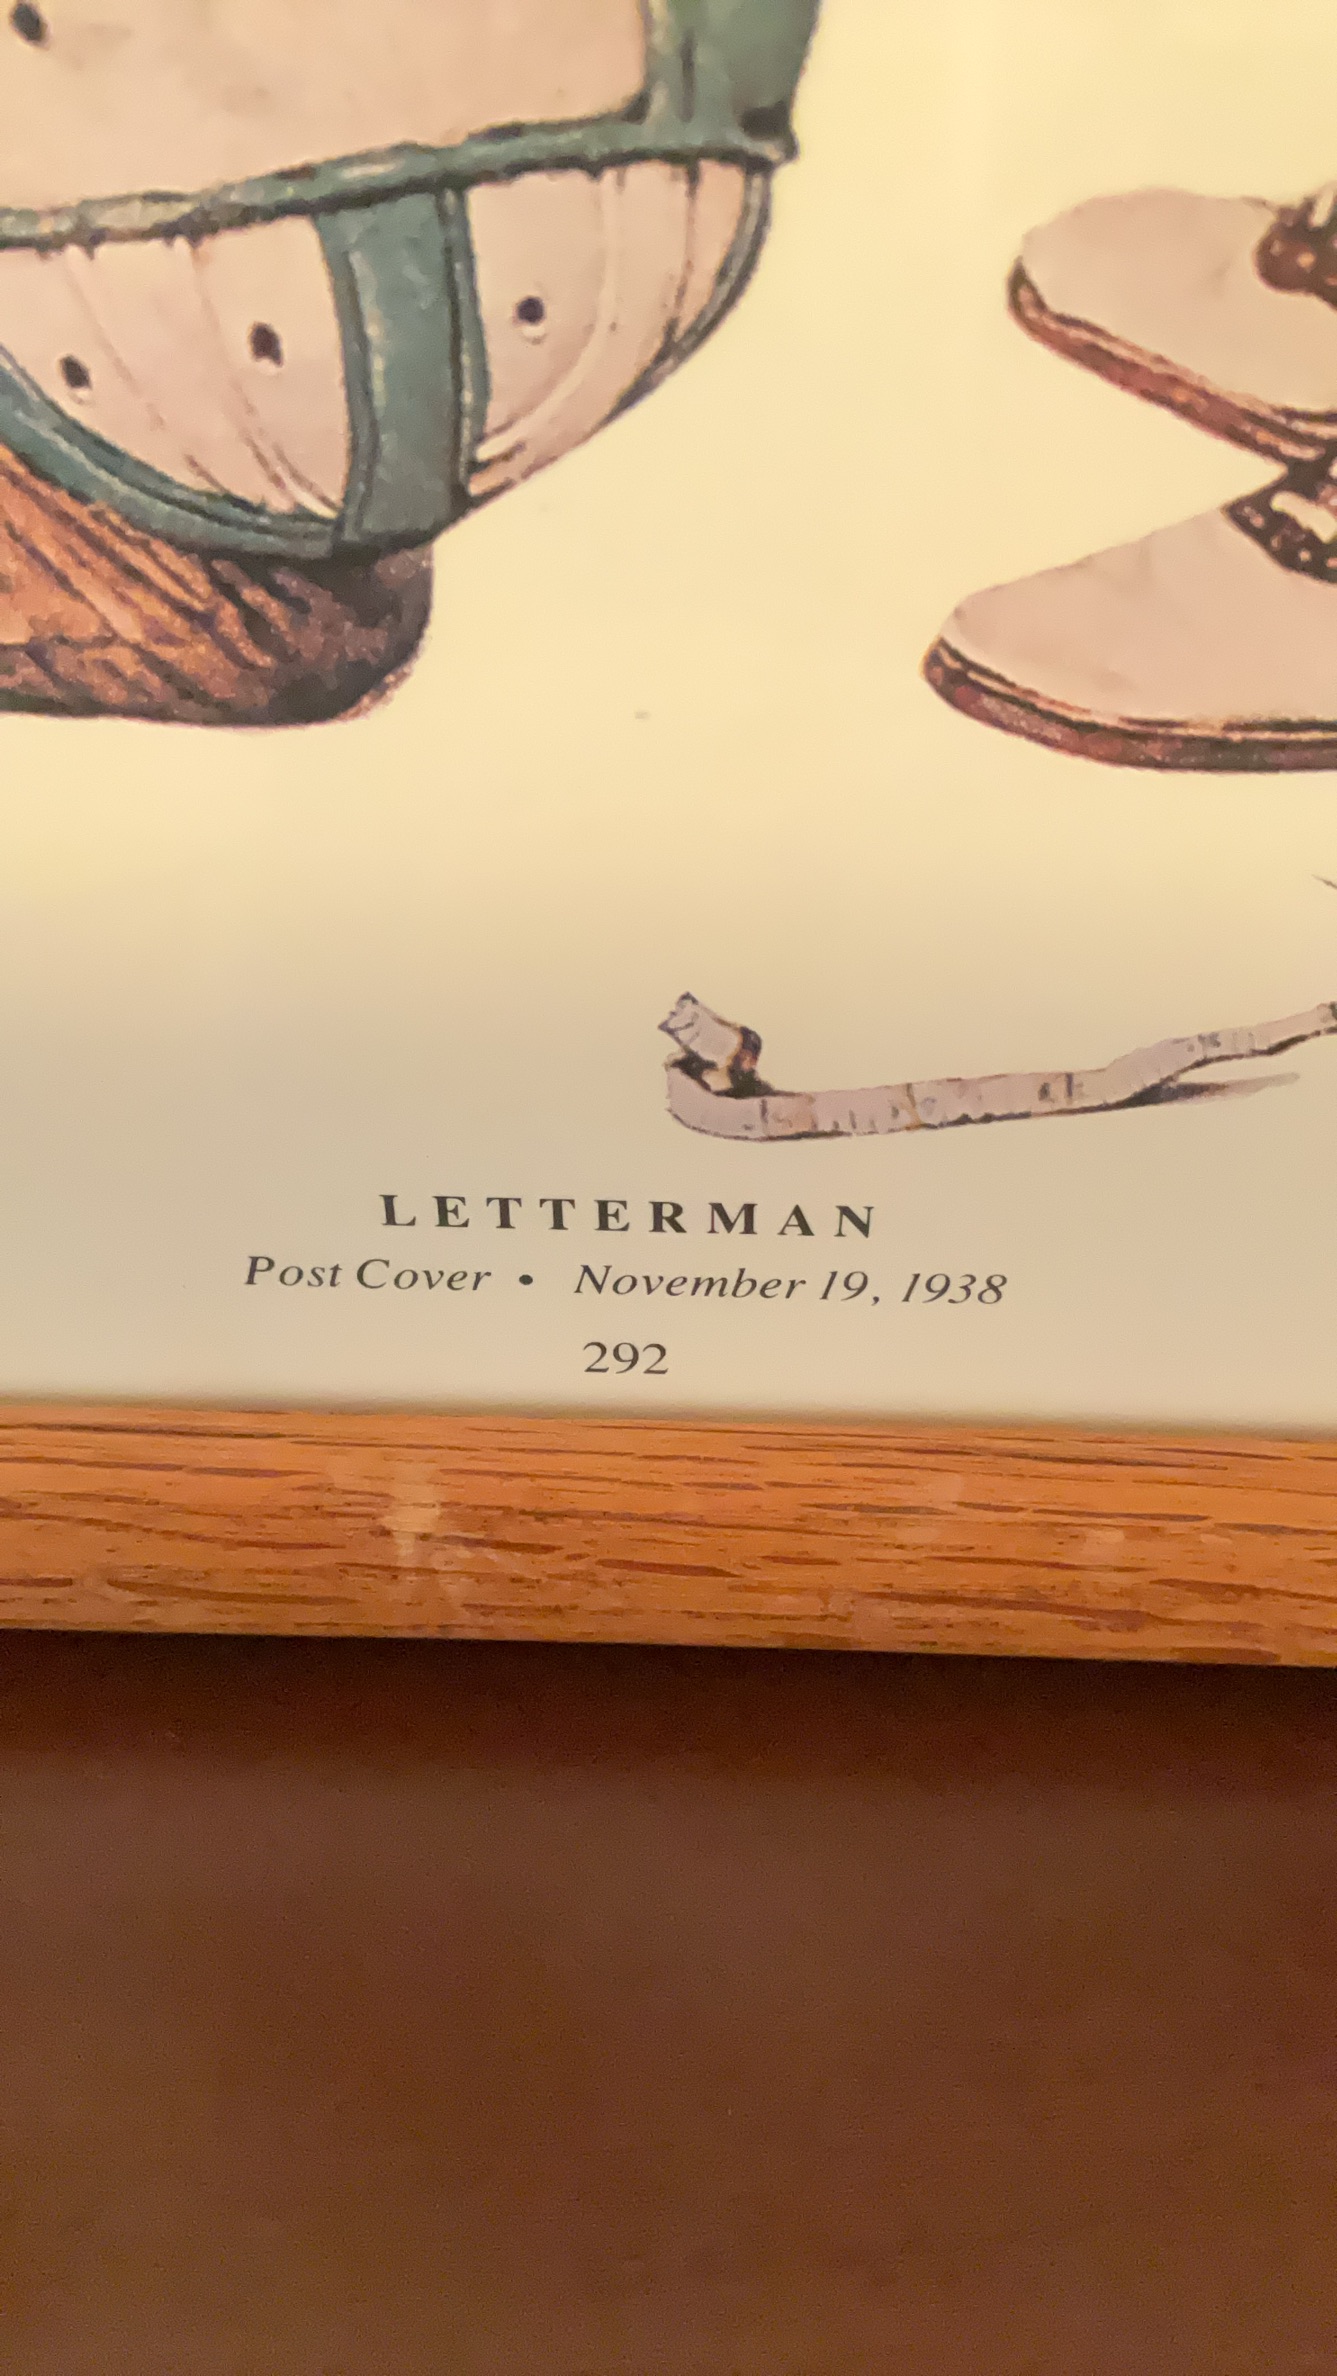 LETTERMAN
Post Cover • November 19, 1938
292